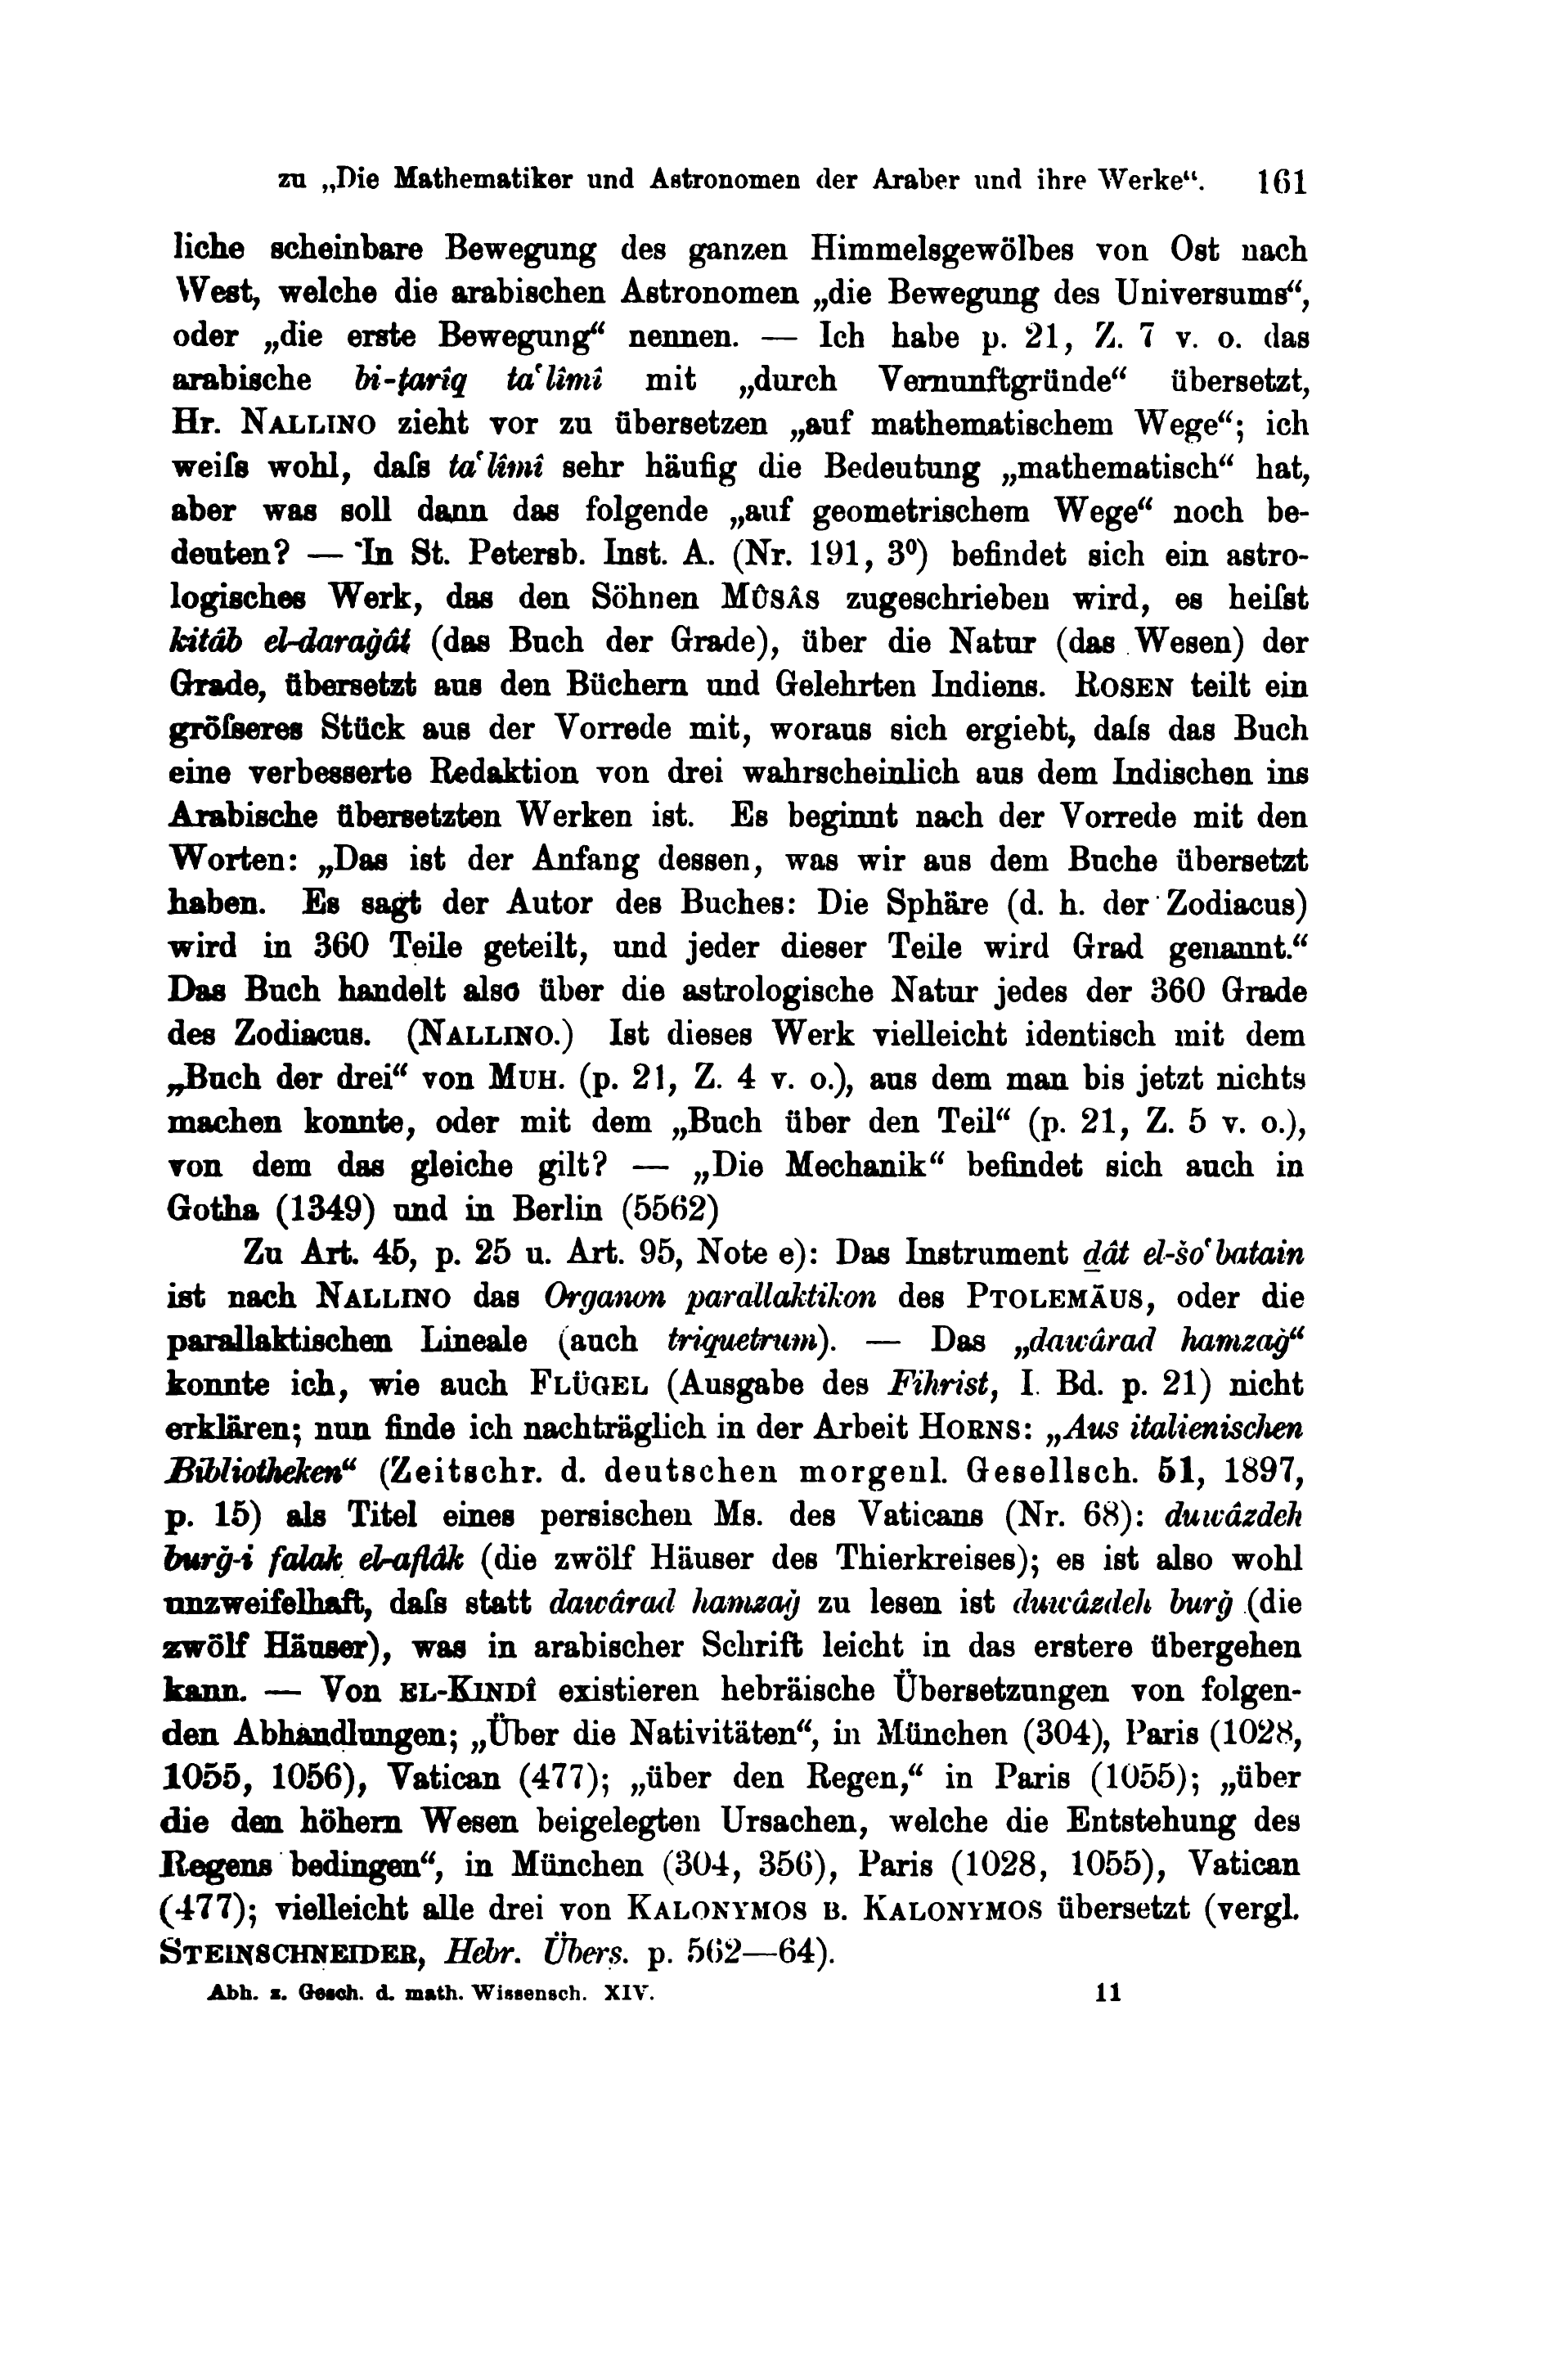 zu „Die Mathematiker und Astronomen der Araber und ihre Werke“. 161
liche scheinbare Bewegung des ganzen Himmelsgewölbes von Ost nach
West, welche die arabischen Astronomen „die Bewegung des Universums“,
oder „die erste Bewegung“ nennen. — Ich habe p. 21, Z. 7 v. o. das
arabische bi-ṭarîq taʿlîmî mit „durch Vernunftgründe“ übersetzt,
Hr. NALLINO zieht vor zu übersetzen „auf mathematischem Wege“; ich
weiſs wohl, daſs taʿlîmî sehr häufig die Bedeutung „mathematisch“ hat,
aber was soll dann das folgende „auf geometrischem Wege“ noch be-
deuten? — In St. Petersb. Inst. A. (Nr. 191, 3⁰) befindet sich ein astro-
logisches Werk, das den Söhnen MÛSÂS zugeschrieben wird, es heiſst
kitâb el-daraġât (das Buch der Grade), über die Natur (das Wesen) der
Grade, übersetzt aus den Büchern und Gelehrten Indiens. ROSEN teilt ein
gröſseres Stück aus der Vorrede mit, woraus sich ergiebt, daſs das Buch
eine verbesserte Redaktion von drei wahrscheinlich aus dem Indischen ins
Arabische übersetzten Werken ist. Es beginnt nach der Vorrede mit den
Worten: „Das ist der Anfang dessen, was wir aus dem Buche übersetzt
haben. Es sagt der Autor des Buches: Die Sphäre (d. h. der Zodiacus)
wird in 360 Teile geteilt, und jeder dieser Teile wird Grad genannt.“
Das Buch handelt also über die astrologische Natur jedes der 360 Grade
des Zodiacus. (NALLINO.) Ist dieses Werk vielleicht identisch mit dem
„Buch der drei“ von MUH. (p. 21, Z. 4 v. o.), aus dem man bis jetzt nichts
machen konnte, oder mit dem „Buch über den Teil“ (p. 21, Z. 5 v. o.),
von dem das gleiche gilt? — „Die Mechanik“ befindet sich auch in
Gotha (1349) und in Berlin (5562)
Zu Art. 45, p. 25 u. Art. 95, Note e): Das Instrument ḏât el-šoʿbatain
ist nach NALLINO das Organon parallaktikon des PTOLEMÄUS, oder die
parallaktischen Lineale (auch triquetrum). — Das „dawârad hamzaġ“
konnte ich, wie auch FLÜGEL (Ausgabe des Fihrist, I. Bd. p. 21) nicht
erklären; nun finde ich nachträglich in der Arbeit HORNS: „Aus italienischen
Bibliotheken“ (Zeitschr. d. deutschen morgenl. Gesellsch. 51, 1897,
p. 15) als Titel eines persischen Ms. des Vaticans (Nr. 68): duwâzdeh
burġ-i falak el-aflâk (die zwölf Häuser des Thierkreises); es ist also wohl
unzweifelhaft, daſs statt dawârad hamzaġ zu lesen ist duwâzdeh burġ (die
zwölf Häuser), was in arabischer Schrift leicht in das erstere übergehen
kann. — Von EL-KINDÎ existieren hebräische Übersetzungen von folgen-
den Abhandlungen; „Über die Nativitäten“, in München (304), Paris (1028,
1055, 1056), Vatican (477); „über den Regen,“ in Paris (1055); „über
die den höhern Wesen beigelegten Ursachen, welche die Entstehung des
Regens bedingen“, in München (304, 356), Paris (1028, 1055), Vatican
(477); vielleicht alle drei von KALONYMOS B. KALONYMOS übersetzt (vergl.
STEINSCHNEIDER, Hebr. Übers. p. 562—64).
Abh. z. Gesch. d. math. Wissensch. XIV. 11